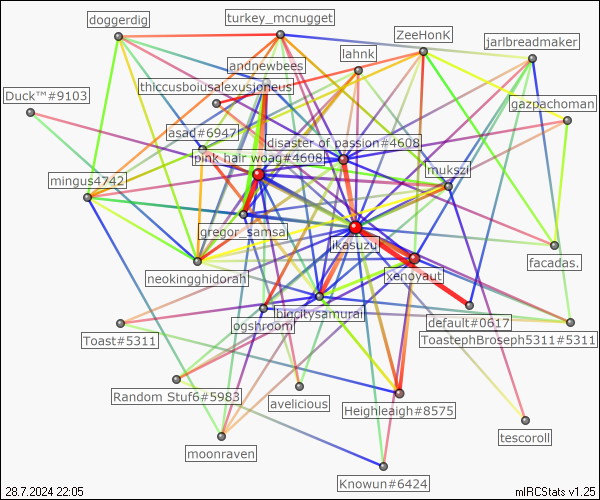 doggerdig
turkey_mcnugget
ZeeHonK
jarlbreadmaker
lahnk
andnewbees
thiccusboiusalexusjoneus
Duck™#9103
gazpachoman
asad#6947
disaster of passion#4608
pink hair woag#4608
mukszi
mingus4742
gregor_samsa
ikasuzu
facadas.
xenoyaut
neokingghidorah
bigcitysamurai
ogshroom
default#0617
Toast#5311
ToastephBroseph5311#5311
Random Stuf6#5983
avelicious
Heighleigh#8575
tescoroll
moonraven
Knowun#6424
28.7.2024 22:05
mIRCStats v1.25